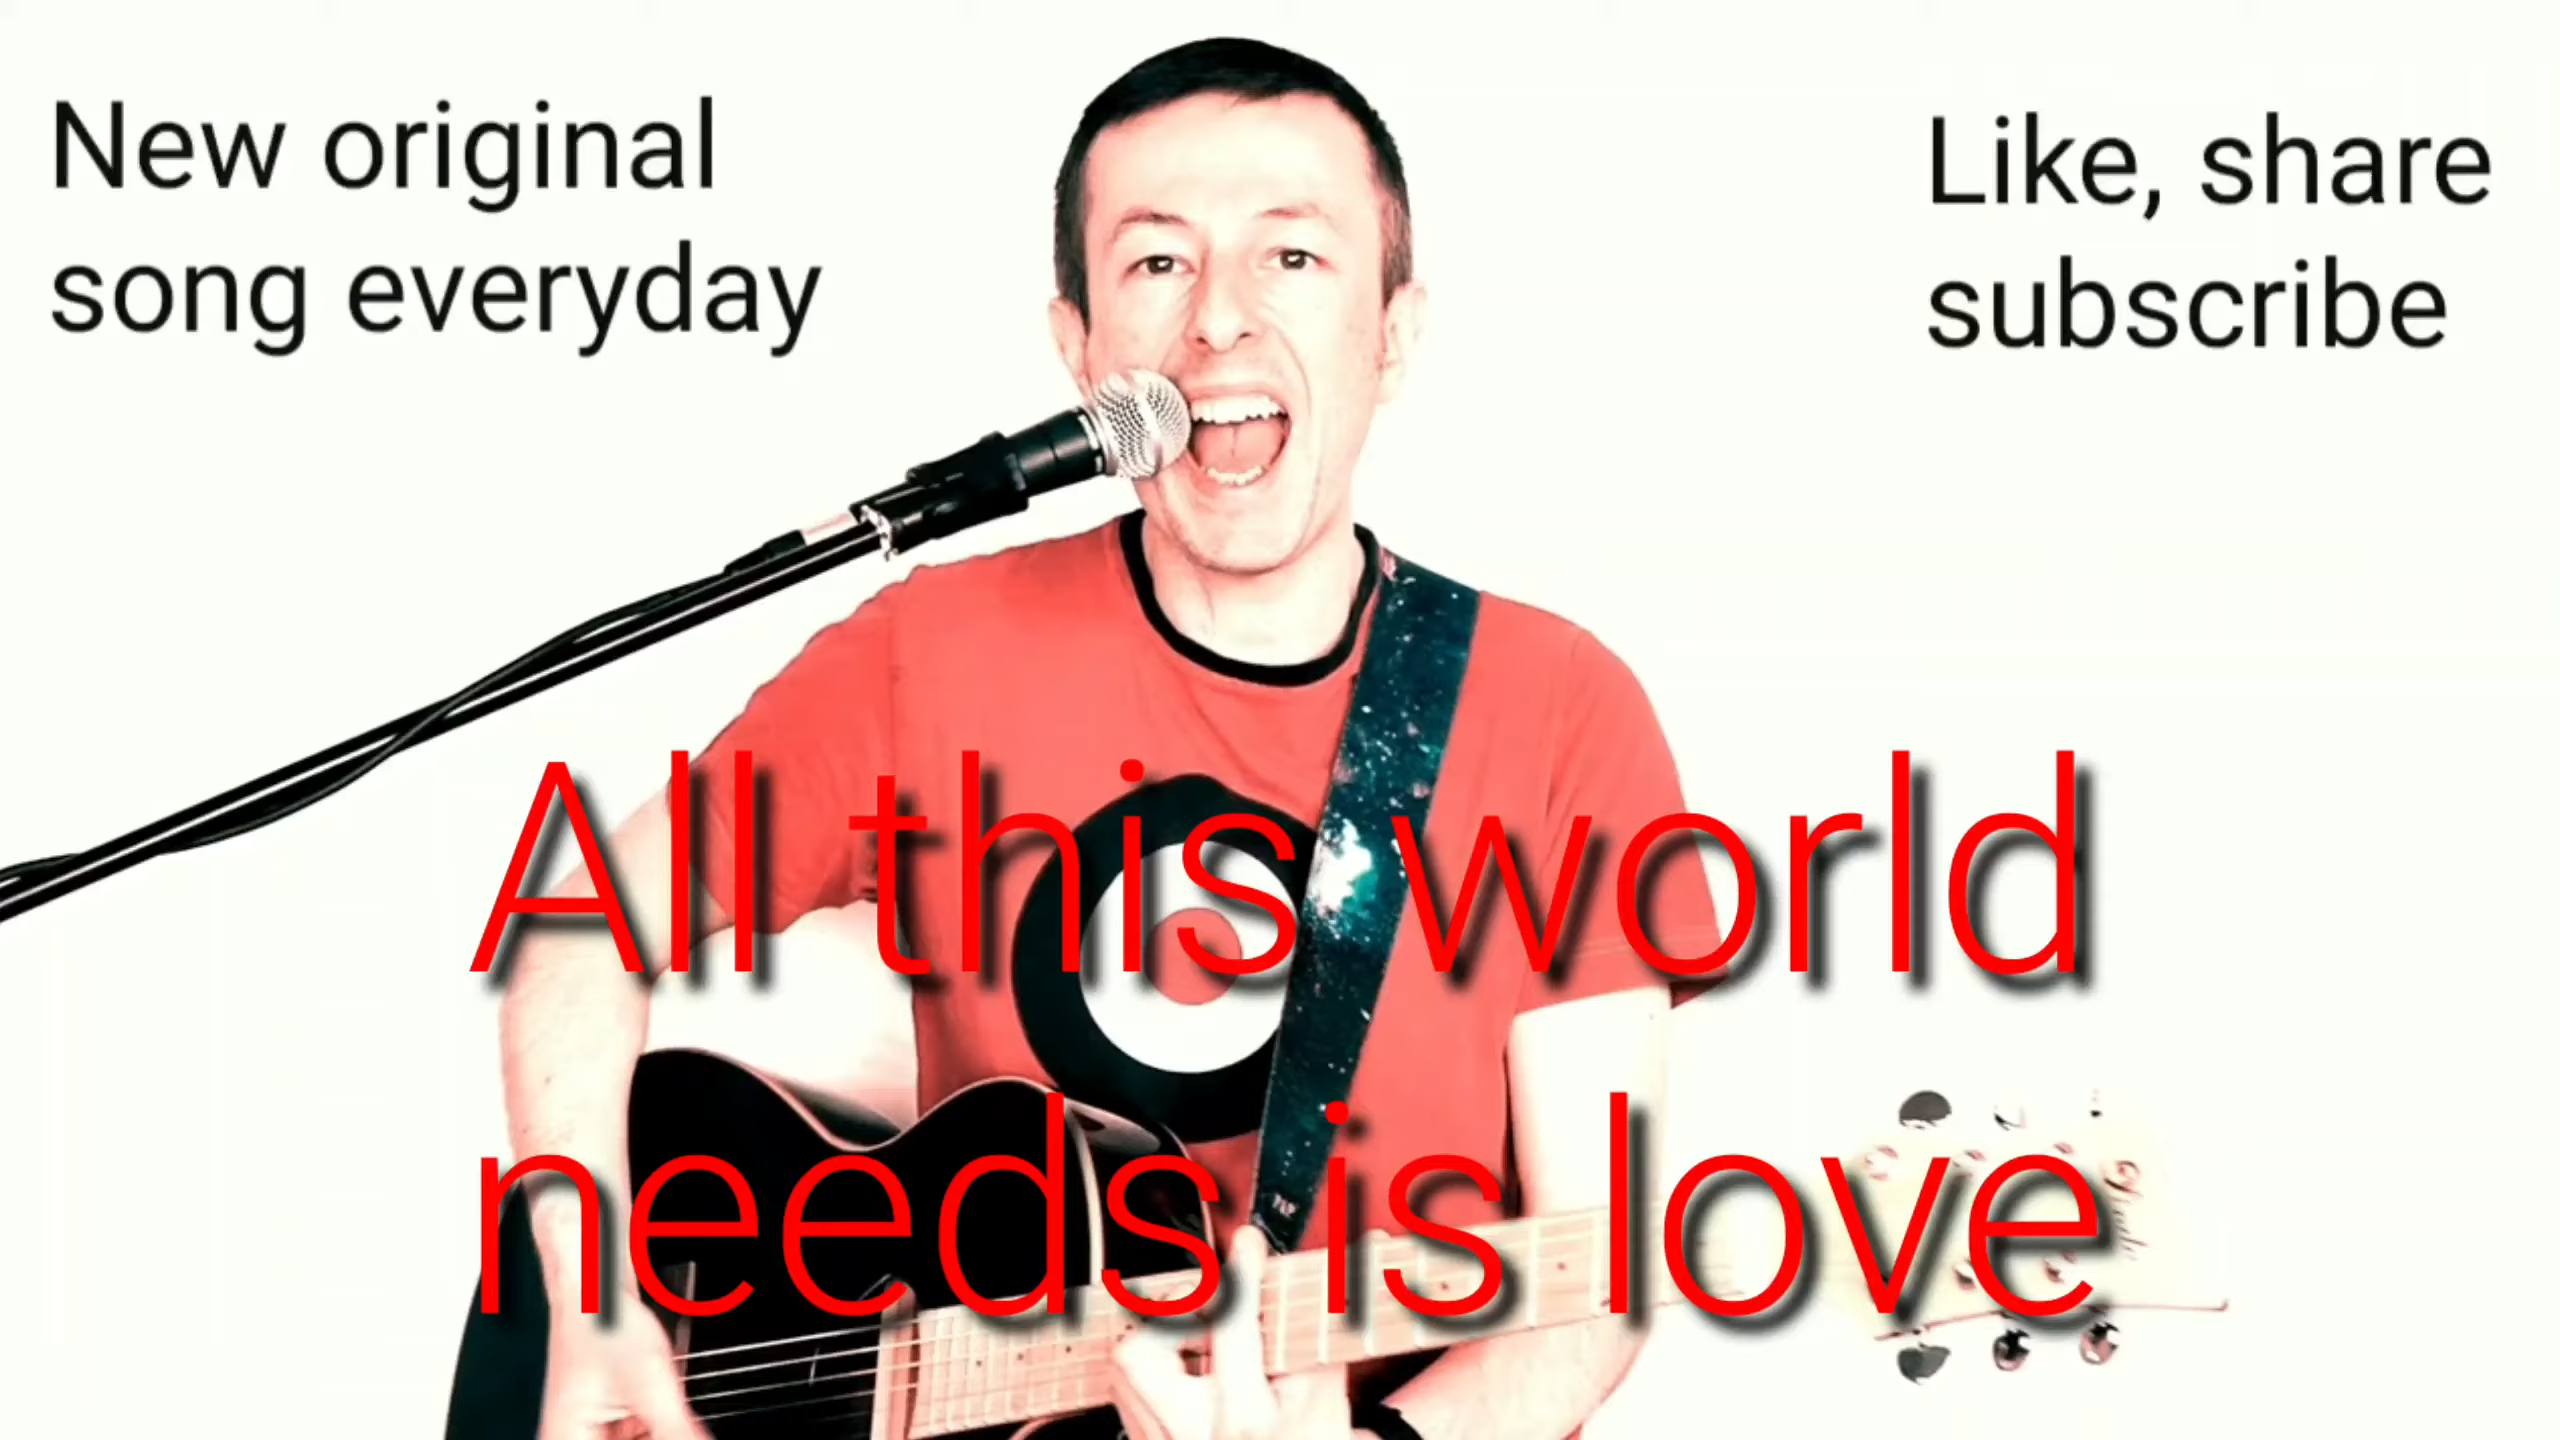 New original
song everyday
Like, share
subscribe
All this world
needs is love